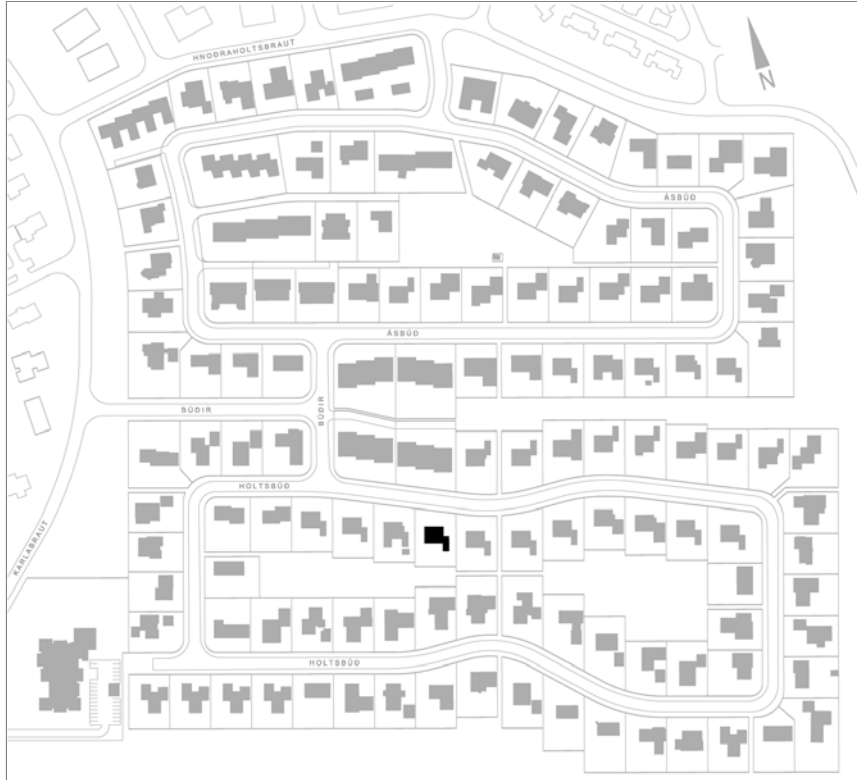 HNOÐRAHOLTSBRAUT
N
ÁSBÚÐ
ÁSBÚÐ
BÚÐIR
BÚÐIR
HOLTSBÚÐ
KARLABRAUT
HOLTSBÚÐ